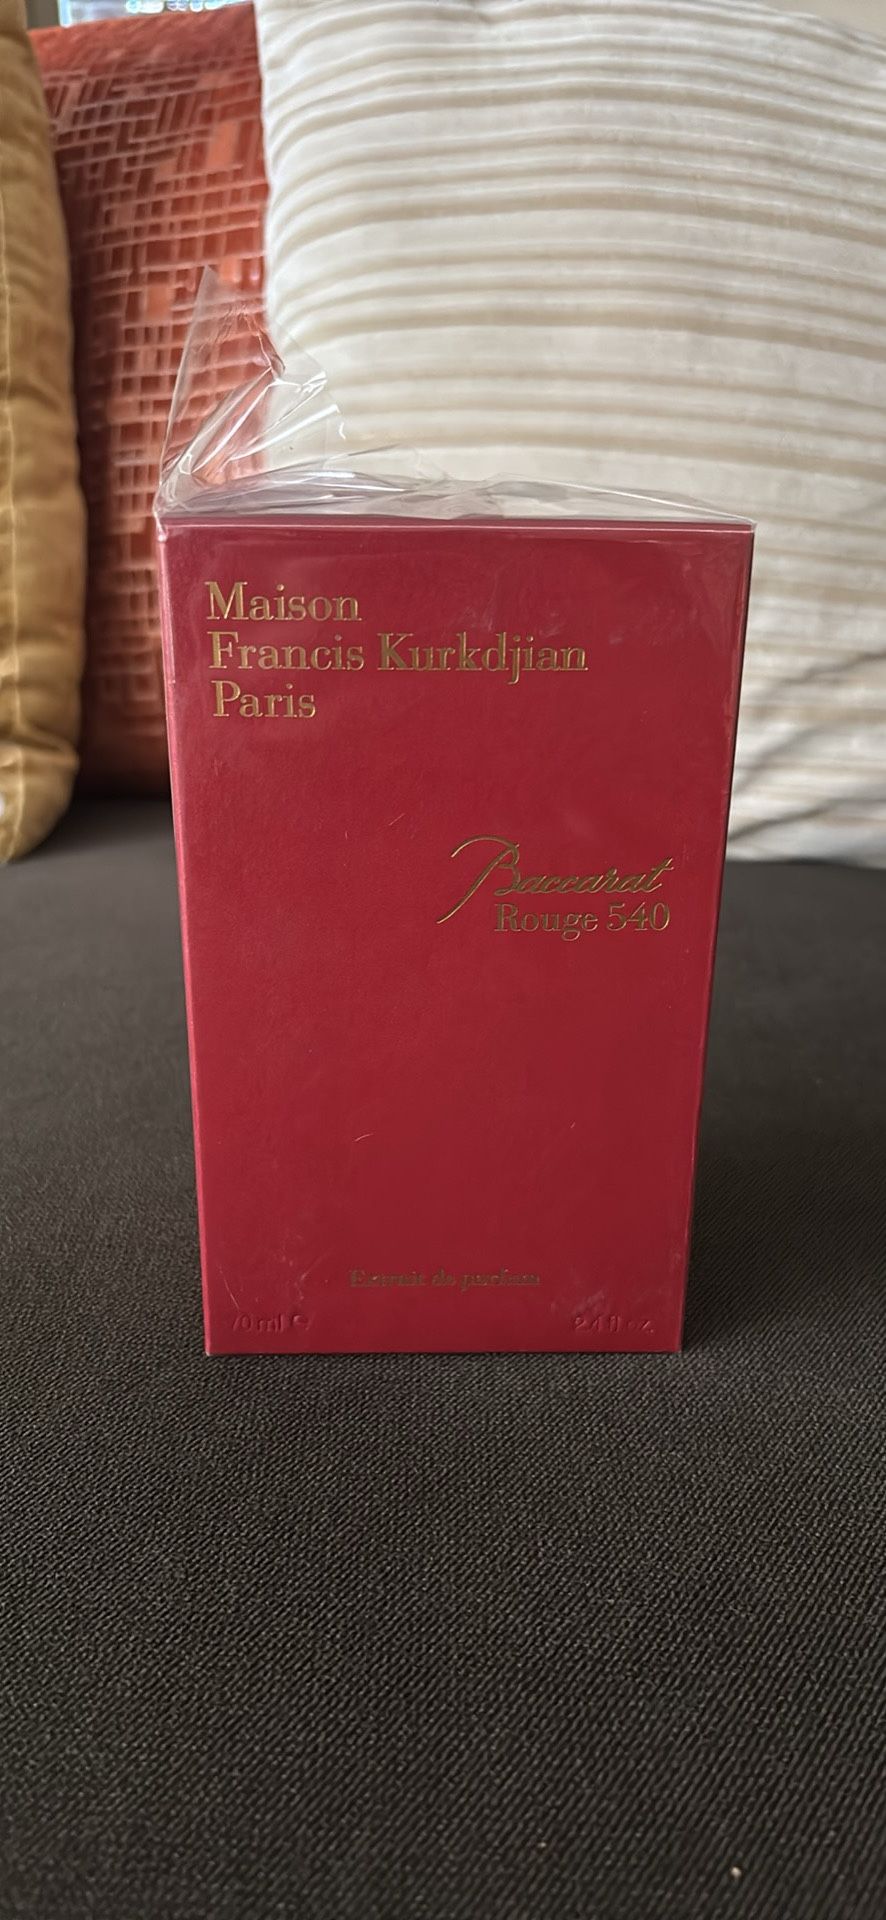 Maison
Francis Kurkdjian
Paris
Baccarat
Rouge 540
Extrait de parfum
70 ml ℮ 2.4 fl oz